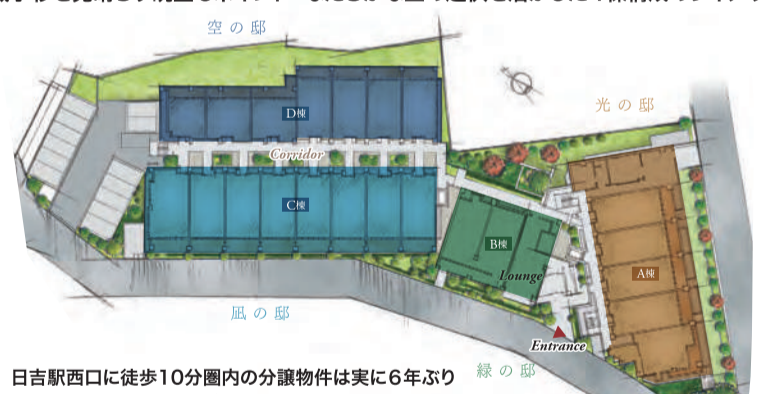 空の邸
光の邸
D棟
Corridor
C棟
B棟
Lounge
A棟
凪の邸
Entrance
緑の邸
日吉駅西口に徒歩10分圏内の分譲物件は実に6年ぶり